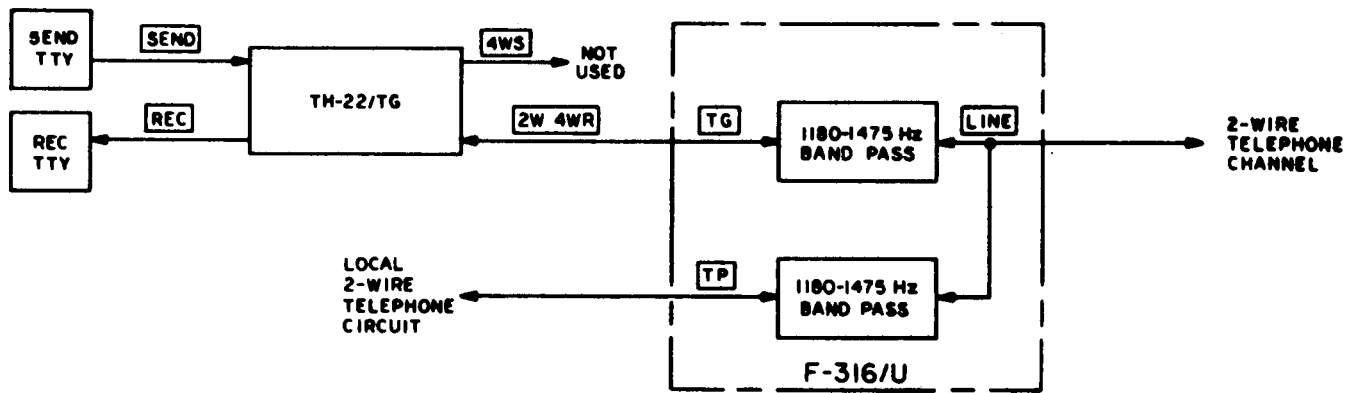 SEND
TTY
SEND
TH-22/TG
4WS
NOT
USED
REC
TTY
REC
2W 4WR
TG
1180-1475 Hz
BAND PASS
LINE
2-WIRE
TELEPHONE
CHANNEL
LOCAL
2-WIRE
TELEPHONE
CIRCUIT
TP
1180-1475 Hz
BAND PASS
F-316/U